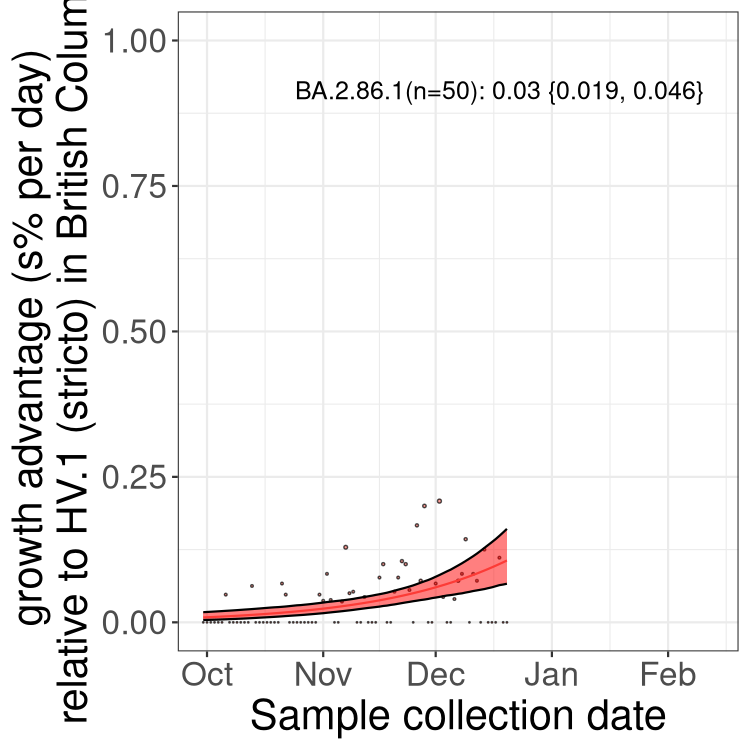 growth advantage (s% per day)
relative to HV.1 (stricto) in British Colum
1.00
0.75
0.50
0.25
0.00
BA.2.86.1(n=50): 0.03 {0.019, 0.046}
Oct Nov Dec Jan Feb
Sample collection date